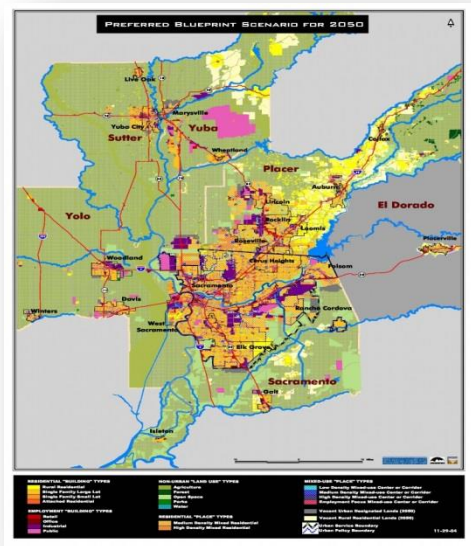 PREFERRED BLUEPRINT SCENARIO FOR 2050
Live Oak
Marysville
Yuba City
Yuba
Sutter
Wheatland
Colfax
Placer
Auburn
Lincoln
El Dorado
Rocklin
Loomis
Yolo
Roseville
Placerville
Woodland
Citrus Heights
Folsom
Sacramento
Davis
Rancho Cordova
Winters
West
Sacramento
Elk Grove
Sacramento
Galt
Isleton
RESIDENTIAL "BUILDING" TYPES
Rural Residential
Single Family Large Lot
Single Family Small Lot
Attached Residential
EMPLOYMENT "BUILDING" TYPES
Retail
Office
Industrial
Public
NON-URBAN "LAND USE" TYPES
Agriculture
Forest
Open Space
Parks
Water
RESIDENTIAL "PLACE" TYPES
Medium Density Mixed Residential
High Density Mixed Residential
MIXED-USE "PLACE" TYPES
Low Density Mixed-use Center or Corridor
Medium Density Mixed-use Center or Corridor
High Density Mixed-use Center or Corridor
Employment Focus Mixed-use Center or Corridor
Vacant Urban Designated Lands (2050)
Vacant Rural Residential Lands (2050)
Urban Service Boundary
Urban Policy Boundary